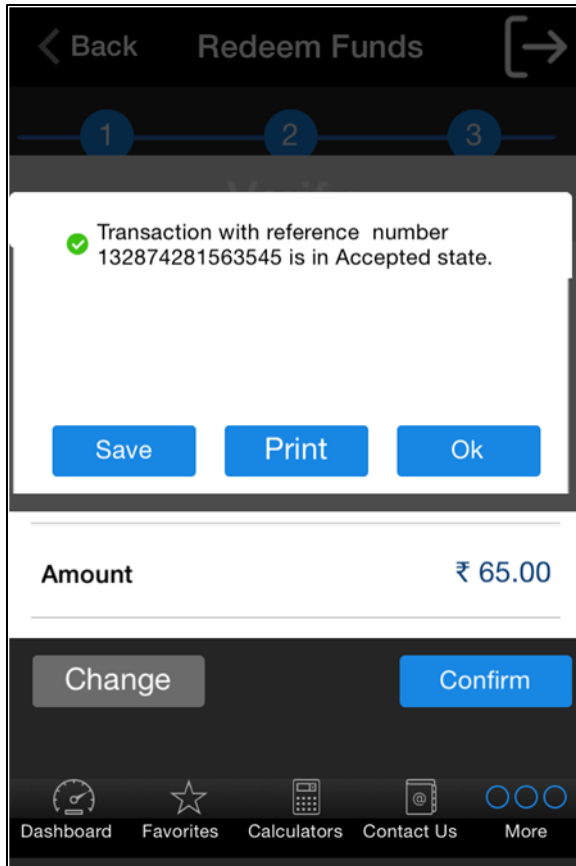 Back Redeem Funds
1 2 3
Verify
Transaction with reference number
132874281563545 is in Accepted state.
Save Print Ok
Amount ₹ 65.00
Change Confirm
Dashboard Favorites Calculators Contact Us More